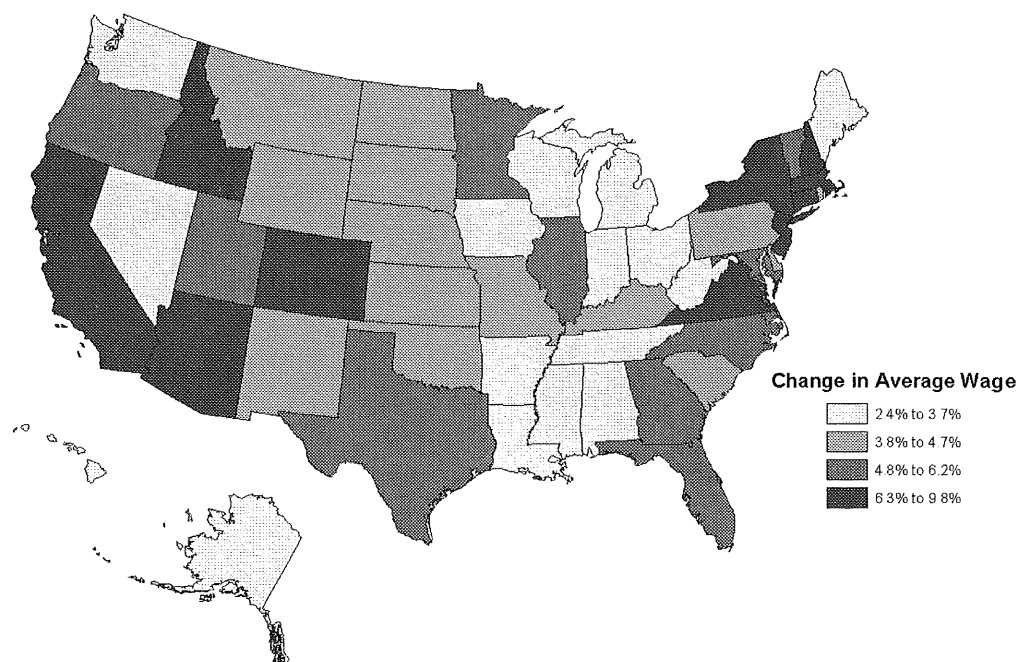 Change in Average Wage
2.4% to 3.7%
3.8% to 4.7%
4.8% to 6.2%
6.3% to 9.8%